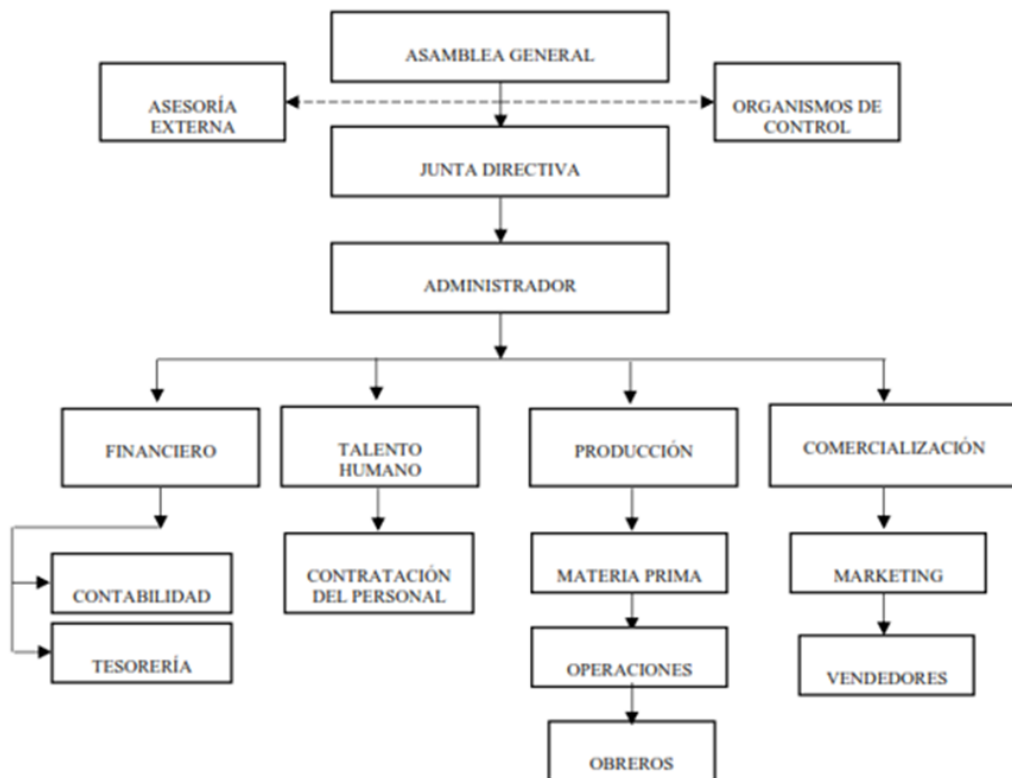 ASAMBLEA GENERAL
ASESORÍA
EXTERNA
ORGANISMOS DE
CONTROL
JUNTA DIRECTIVA
ADMINISTRADOR
FINANCIERO
TALENTO
HUMANO
PRODUCCIÓN
COMERCIALIZACIÓN
CONTABILIDAD
TESORERÍA
CONTRATACIÓN
DEL PERSONAL
MATERIA PRIMA
OPERACIONES
OBREROS
MARKETING
VENDEDORES